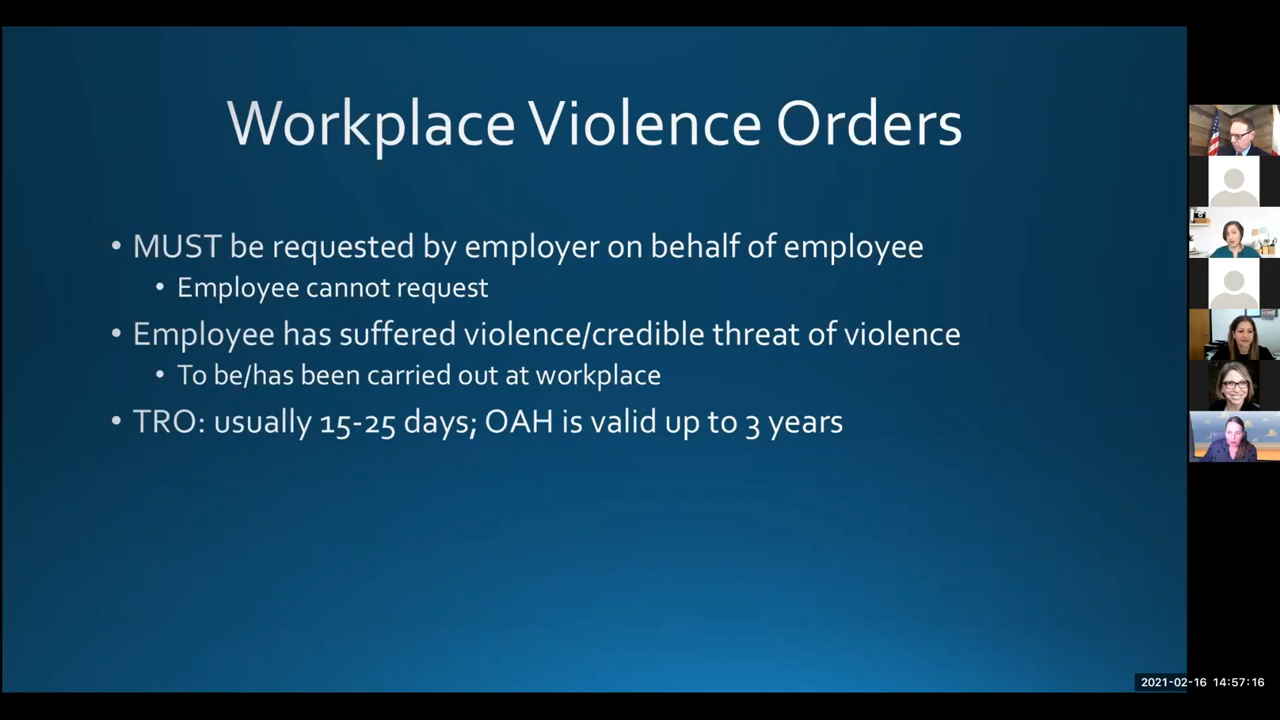 Workplace Violence Orders
• MUST be requested by employer on behalf of employee
• Employee cannot request
• Employee has suffered violence/credible threat of violence
• To be/has been carried out at workplace
• TRO: usually 15-25 days; OAH is valid up to 3 years
2021-02-16 14:57:16